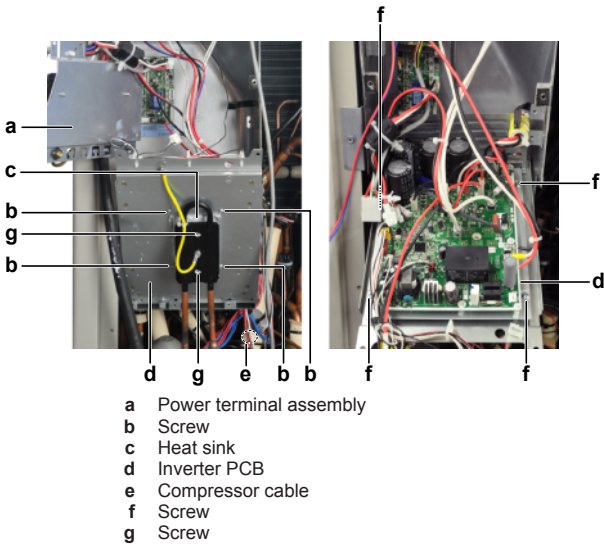 f
a
c
b
g
b
f
d
d g e b b
f f
a Power terminal assembly
b Screw
c Heat sink
d Inverter PCB
e Compressor cable
f Screw
g Screw